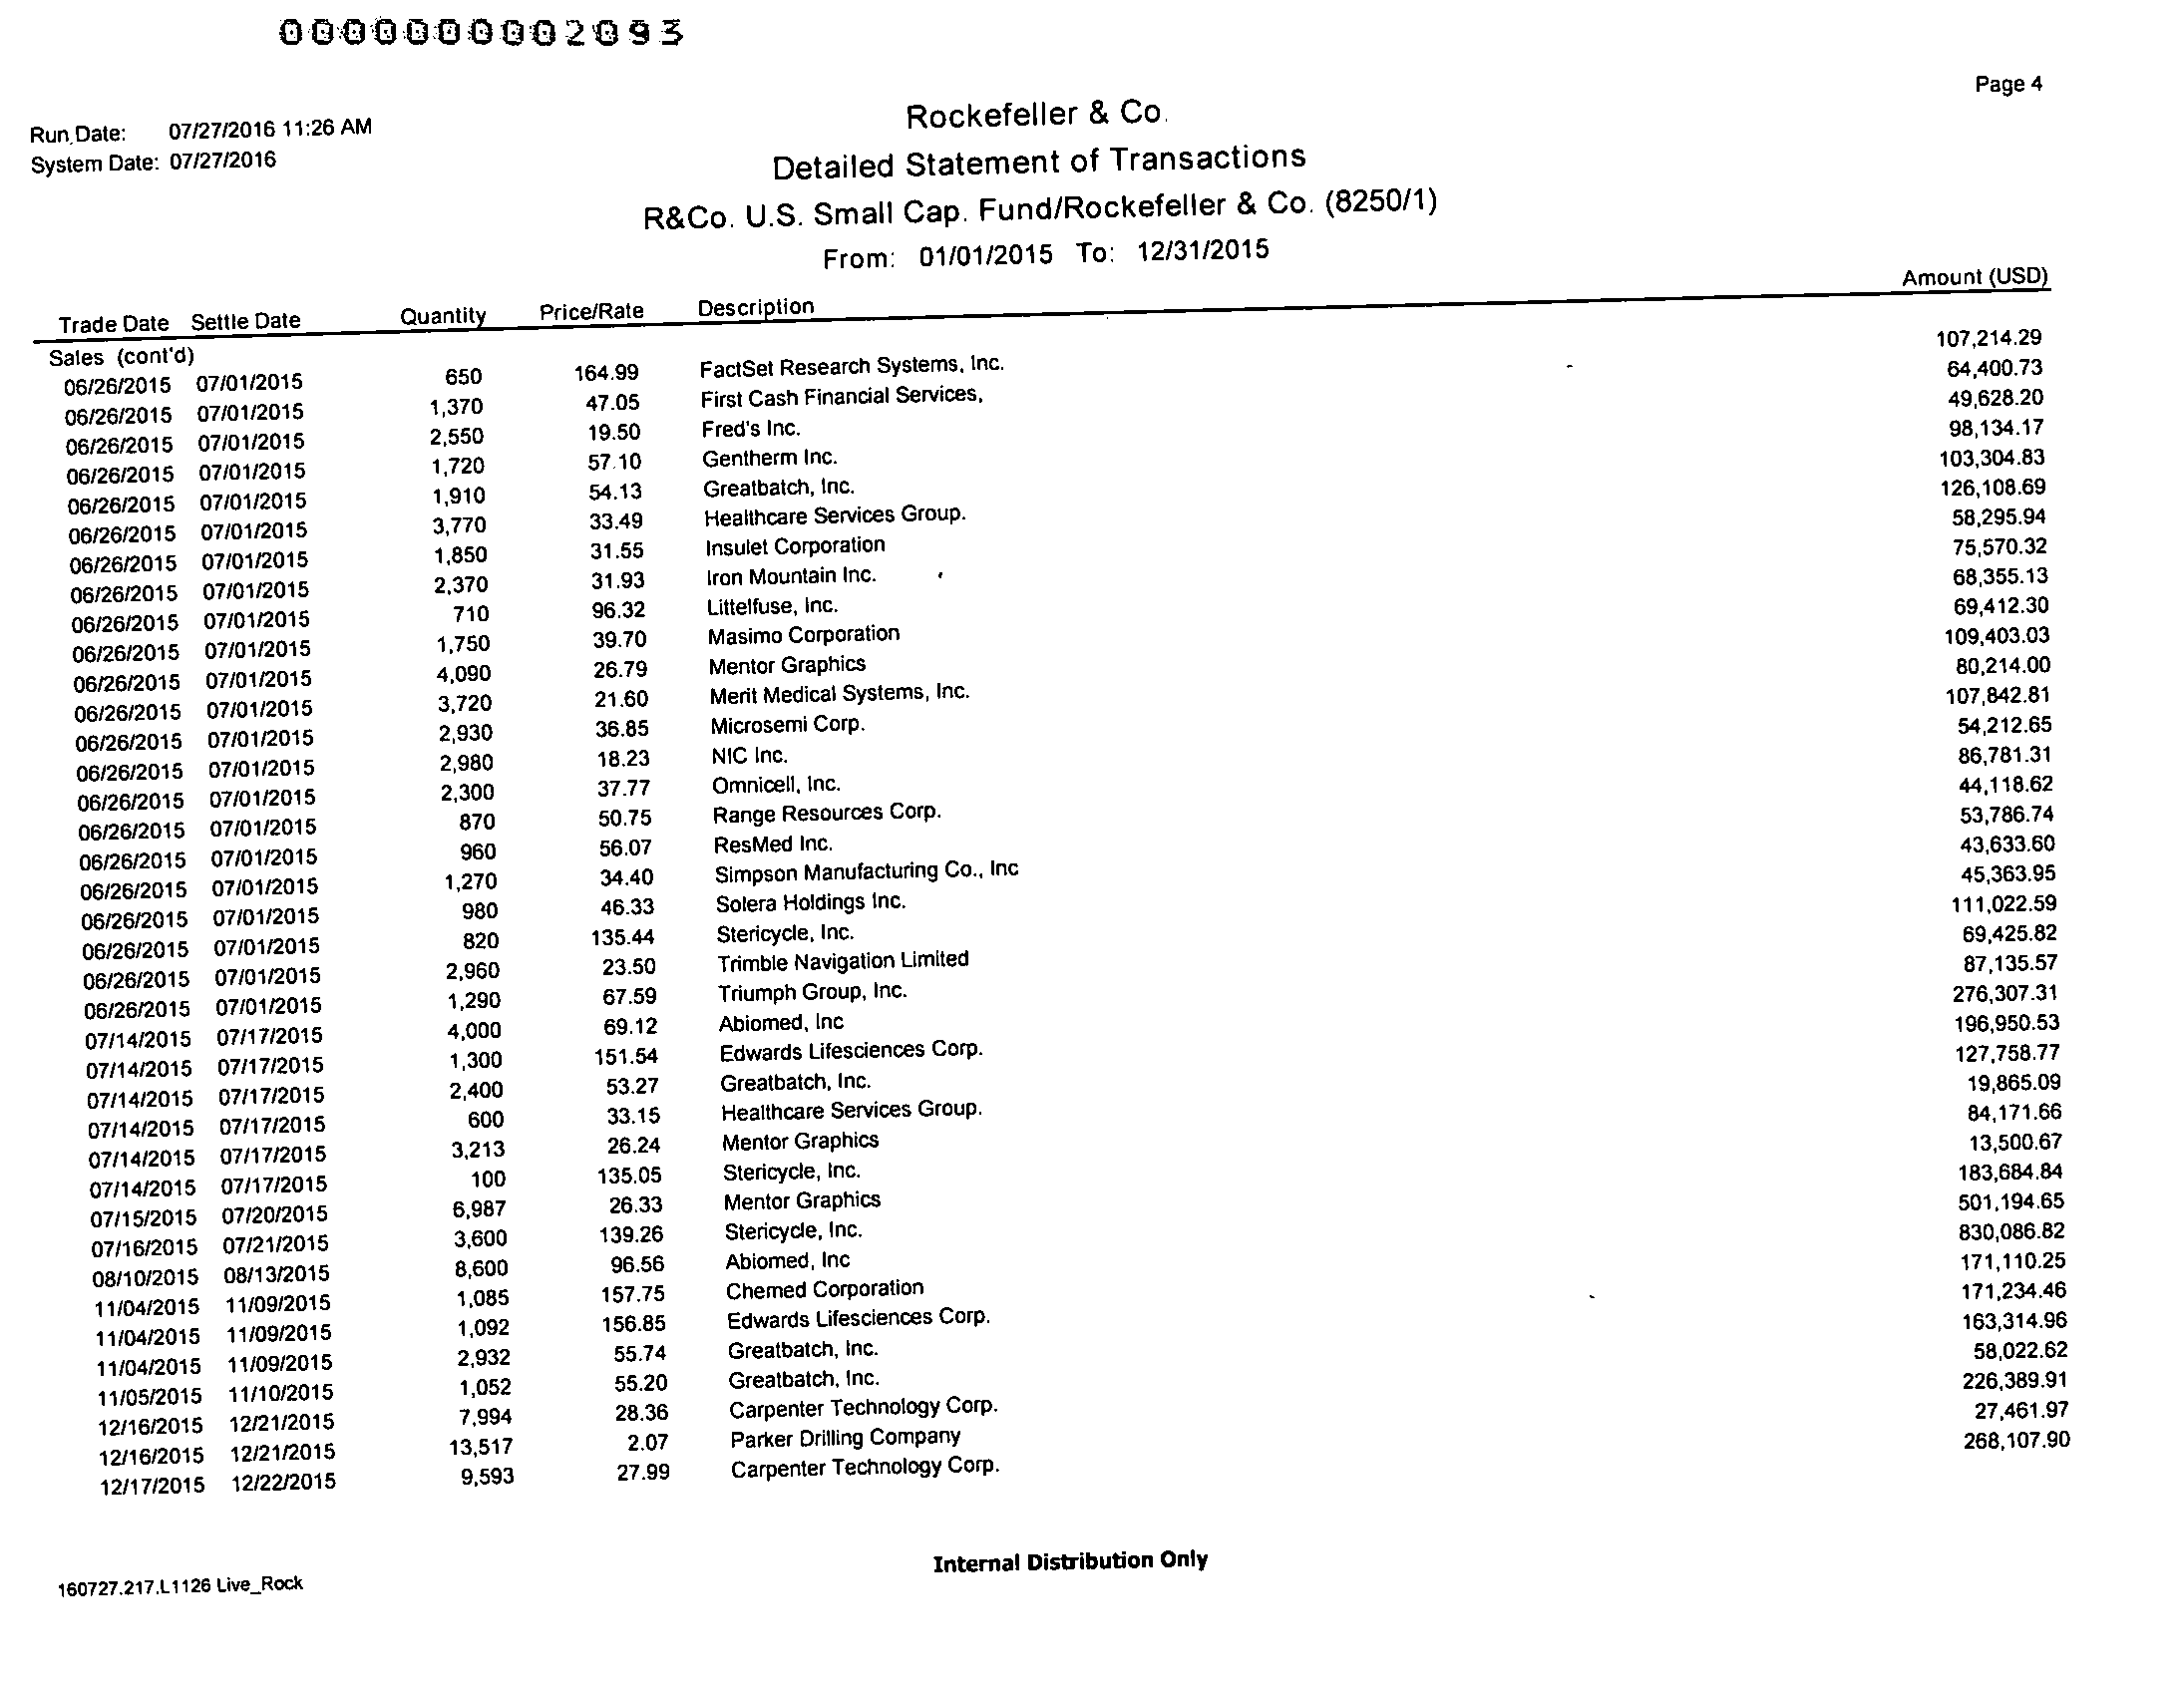 0000000002093
Page 4
Run Date: 07/27/2016 11:26 AM
System Date: 07/27/2016
Rockefeller & Co.
Detailed Statement of Transactions
R&Co. U.S. Small Cap. Fund/Rockefeller & Co. (8250/1)
From: 01/01/2015 To: 12/31/2015
Trade Date Settle Date Quantity Price/Rate Description Amount (USD)
Sales (cont'd)
06/26/2015 07/01/2015 650 164.99 FactSet Research Systems, Inc. 107,214.29
06/26/2015 07/01/2015 1,370 47.05 First Cash Financial Services, 64,400.73
06/26/2015 07/01/2015 2,550 19.50 Fred's Inc. 49,628.20
06/26/2015 07/01/2015 1,720 57.10 Gentherm Inc. 98,134.17
06/26/2015 07/01/2015 1,910 54.13 Greatbatch, Inc. 103,304.83
06/26/2015 07/01/2015 3,770 33.49 Healthcare Services Group. 126,108.69
06/26/2015 07/01/2015 1,850 31.55 Insulet Corporation 58,295.94
06/26/2015 07/01/2015 2,370 31.93 Iron Mountain Inc. 75,570.32
06/26/2015 07/01/2015 710 96.32 Littelfuse, Inc. 68,355.13
06/26/2015 07/01/2015 1,750 39.70 Masimo Corporation 69,412.30
06/26/2015 07/01/2015 4,090 26.79 Mentor Graphics 109,403.03
06/26/2015 07/01/2015 3,720 21.60 Merit Medical Systems, Inc. 80,214.00
06/26/2015 07/01/2015 2,930 36.85 Microsemi Corp. 107,842.81
06/26/2015 07/01/2015 2,980 18.23 NIC Inc. 54,212.65
06/26/2015 07/01/2015 2,300 37.77 Omnicell, Inc. 86,781.31
06/26/2015 07/01/2015 870 50.75 Range Resources Corp. 44,118.62
06/26/2015 07/01/2015 960 56.07 ResMed Inc. 53,786.74
06/26/2015 07/01/2015 1,270 34.40 Simpson Manufacturing Co., Inc 43,633.60
06/26/2015 07/01/2015 980 46.33 Solera Holdings Inc. 45,363.95
06/26/2015 07/01/2015 820 135.44 Stericycle, Inc. 111,022.59
06/26/2015 07/01/2015 2,960 23.50 Trimble Navigation Limited 69,425.82
06/26/2015 07/01/2015 1,290 67.59 Triumph Group, Inc. 87,135.57
07/14/2015 07/17/2015 4,000 69.12 Abiomed, Inc 276,307.31
07/14/2015 07/17/2015 1,300 151.54 Edwards Lifesciences Corp. 196,950.53
07/14/2015 07/17/2015 2,400 53.27 Greatbatch, Inc. 127,758.77
07/14/2015 07/17/2015 600 33.15 Healthcare Services Group. 19,865.09
07/14/2015 07/17/2015 3,213 26.24 Mentor Graphics 84,171.66
07/14/2015 07/17/2015 100 135.05 Stericycle, Inc. 13,500.67
07/15/2015 07/20/2015 6,987 26.33 Mentor Graphics 183,684.84
07/16/2015 07/21/2015 3,600 139.26 Stericycle, Inc. 501,194.65
08/10/2015 08/13/2015 8,600 96.56 Abiomed, Inc 830,086.82
11/04/2015 11/09/2015 1,085 157.75 Chemed Corporation 171,110.25
11/04/2015 11/09/2015 1,092 156.85 Edwards Lifesciences Corp. 171,234.46
11/04/2015 11/09/2015 2,932 55.74 Greatbatch, Inc. 163,314.96
11/05/2015 11/10/2015 1,052 55.20 Greatbatch, Inc. 58,022.62
12/16/2015 12/21/2015 7,994 28.36 Carpenter Technology Corp. 226,389.91
12/16/2015 12/21/2015 13,517 2.07 Parker Drilling Company 27,461.97
12/17/2015 12/22/2015 9,593 27.99 Carpenter Technology Corp. 268,107.90
Internal Distribution Only
160727.217.L1126 Live_Rock